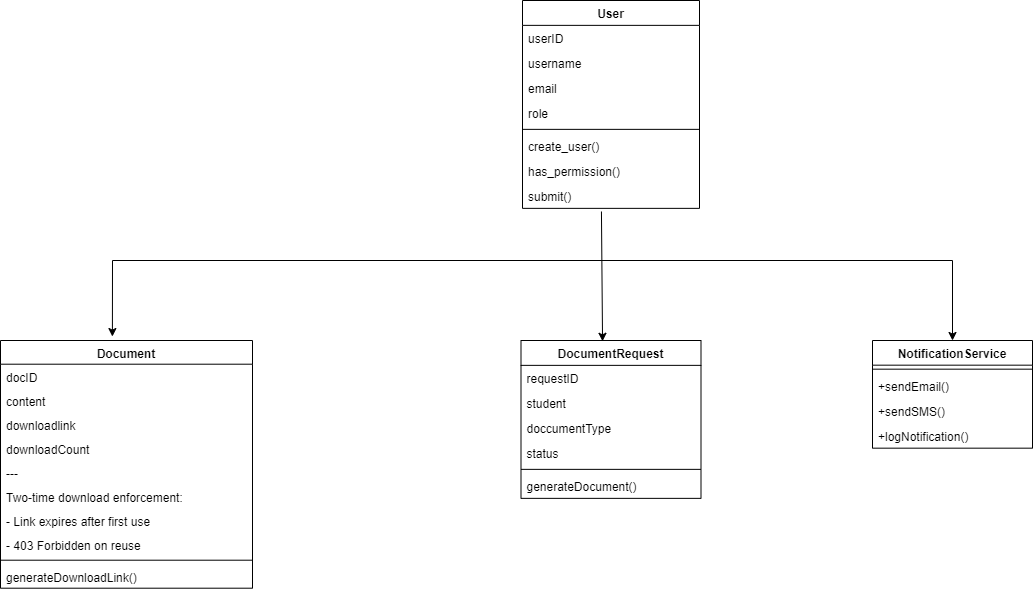 User
userID
username
email
role
create_user()
has_permission()
submit()
Document
docID
content
downloadlink
downloadCount
---
Two-time download enforcement:
- Link expires after first use
- 403 Forbidden on reuse
generateDownloadLink()
DocumentRequest
requestID
student
doccumentType
status
generateDocument()
NotificationService
+sendEmail()
+sendSMS()
+logNotification()